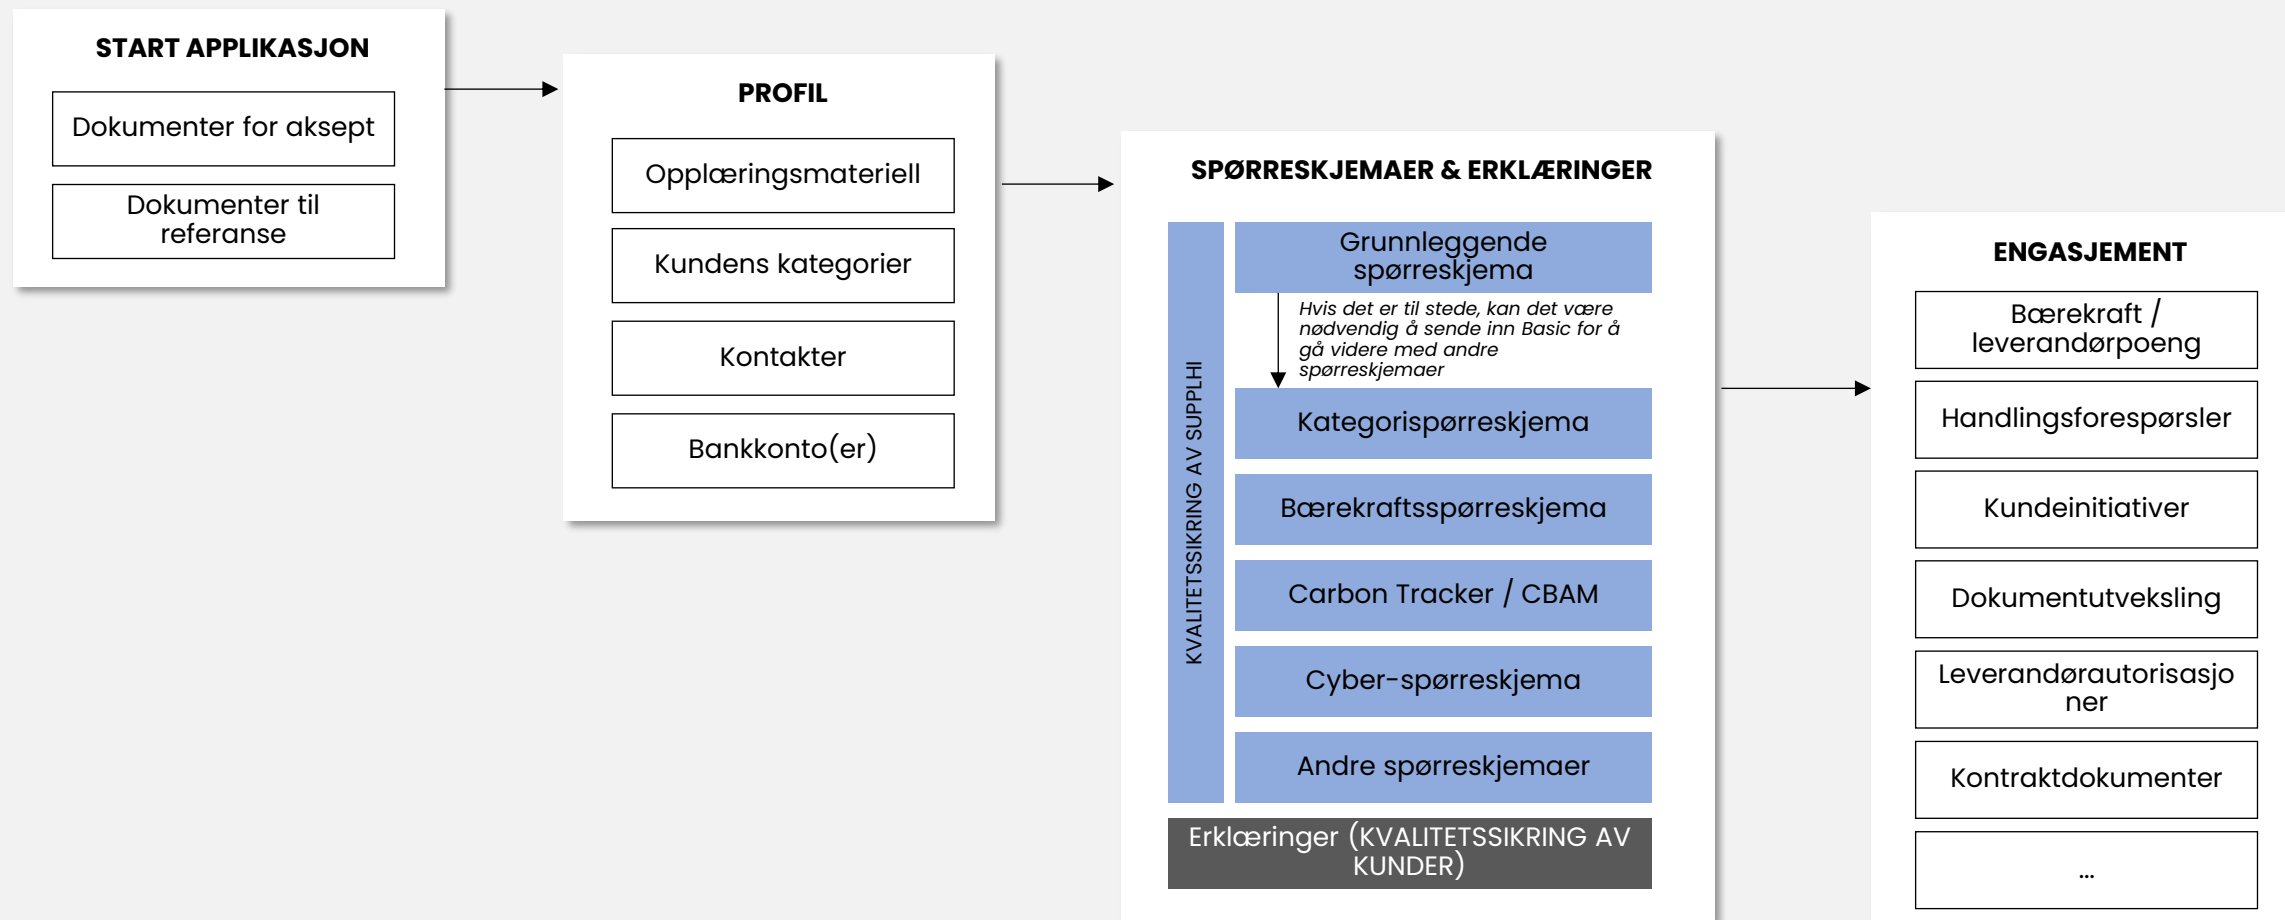 START APPLIKASJON
Dokumenter for aksept
Dokumenter til
referanse
PROFIL
Opplæringsmateriell
Kundens kategorier
Kontakter
Bankkonto(er)
SPØRRESKJEMAER & ERKLÆRINGER
KVALITETSSIKRING AV SUPPLHI
Grunnleggende
spørreskjema
Hvis det er til stede, kan det være
nødvendig å sende inn Basic for å
gå videre med andre
spørreskjemaer
Kategorispørreskjema
Bærekraftsspørreskjema
Carbon Tracker / CBAM
Cyber-spørreskjema
Andre spørreskjemaer
Erklæringer (KVALITETSSIKRING AV
KUNDER)
ENGASJEMENT
Bærekraft /
leverandørpoeng
Handlingsforespørsler
Kundeinitiativer
Dokumentutveksling
Leverandørautorisasjo
ner
Kontraktdokumenter
...